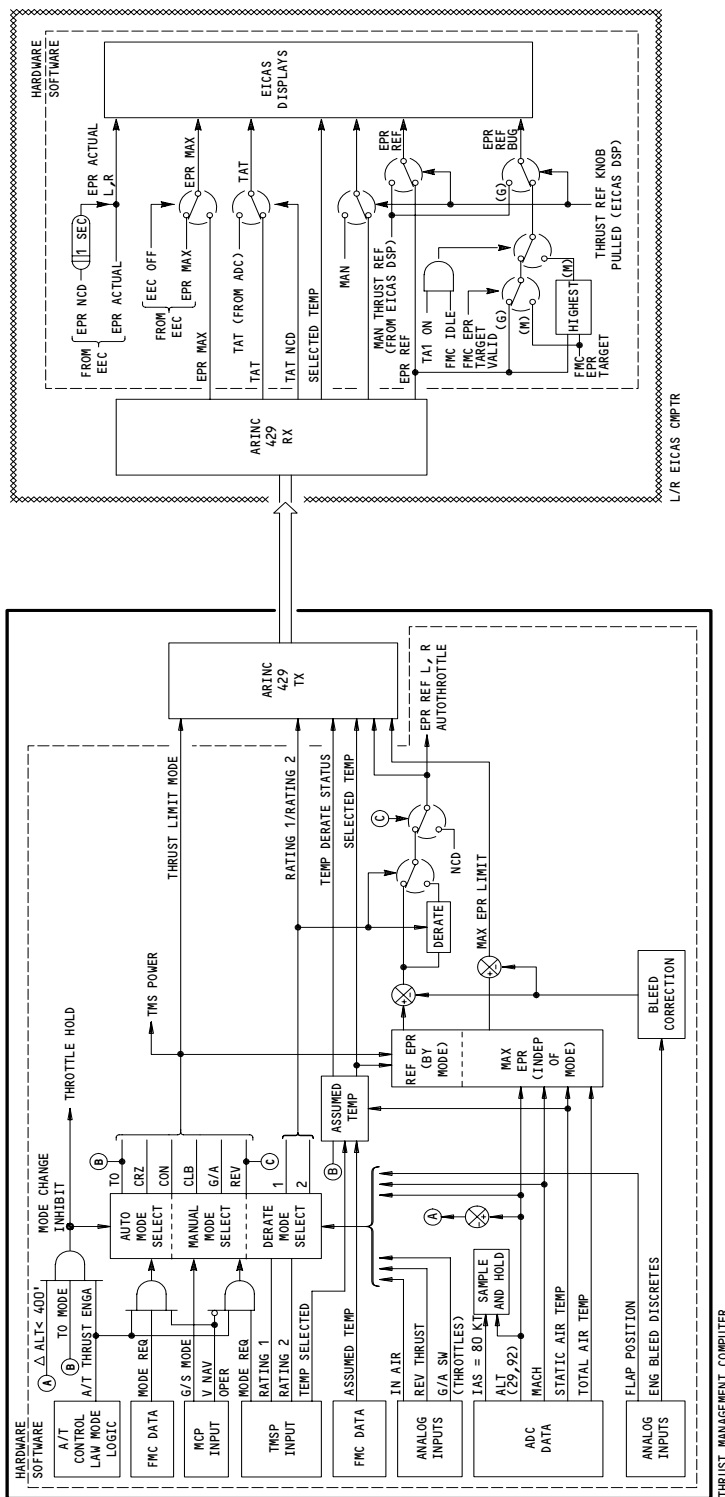 HARDWARE
SOFTWARE
A/T
CONTROL
LAW MODE
LOGIC
A
Δ ALT< 400'
TO MODE
B
A/T THRUST ENGA
MODE CHANGE
INHIBIT
THROTTLE HOLD
FMC DATA
MODE REQ
MCP
INPUT
G/S MODE
V NAV
OPER
MODE REQ
TMSP
INPUT
RATING 1
RATING 2
TEMP SELECTED
FMC DATA
ASSUMED TEMP
ANALOG
INPUTS
IN AIR
REV THRUST
G/A SW
(THROTTLES)
ADC
DATA
IAS = 80 KT
ALT
(29,92)
MACH
STATIC AIR TEMP
TOTAL AIR TEMP
SAMPLE
AND HOLD
A
ANALOG
INPUTS
FLAP POSITION
ENG BLEED DISCRETES
AUTO
MODE
SELECT
MANUAL
MODE
SELECT
DERATE
MODE
SELECT
B
TO
CRZ
CON
CLB
G/A
REV
C
1
2
TMS POWER
THRUST LIMIT MODE
RATING 1/RATING 2
B
ASSUMED
TEMP
TEMP DERATE STATUS
SELECTED TEMP
REF EPR
(BY
MODE)
MAX
EPR
(INDEP
OF
MODE)
DERATE
C
NCD
MAX EPR LIMIT
BLEED
CORRECTION
EPR REF L, R
AUTOTHROTTLE
ARINC
429
TX
THRUST MANAGEMENT COMPUTER
HARDWARE
SOFTWARE
ARINC
429
RX
FROM
EEC
EPR NCD
EPR ACTUAL
1 SEC
EPR ACTUAL
L,R
FROM
EEC
EEC OFF
EPR MAX
EPR MAX
EPR MAX
TAT (FROM ADC)
TAT
TAT
TAT NCD
SELECTED TEMP
MAN
MAN THRUST REF
(FROM EICAS DSP)
EPR REF
EPR
REF
TA1 ON
FMC IDLE
FMC EPR
TARGET
VALID
(G)
(M)
HIGHEST
(M)
FMC
EPR
TARGET
(G)
EPR
REF
BUG
THRUST REF KNOB
PULLED (EICAS DSP)
EICAS
DISPLAYS
L/R EICAS CMPTR